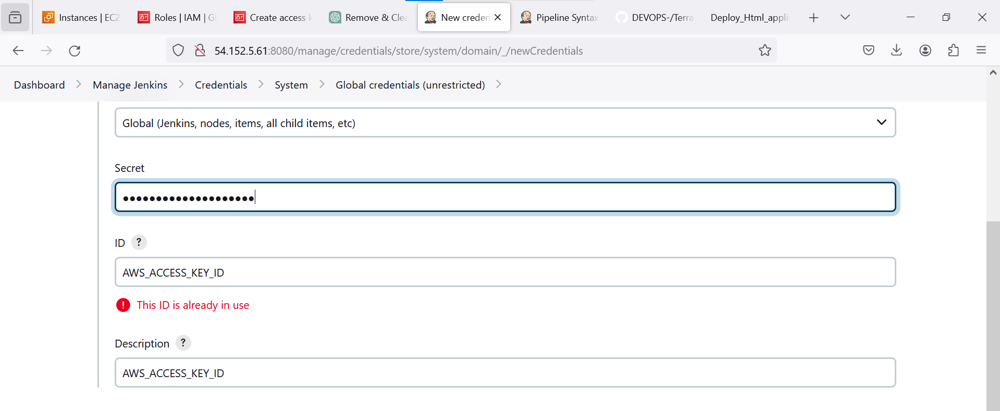 Instances | EC2
Roles | IAM | Gl
Create access k
Remove & Clea
New creden
Pipeline Syntax
DEVOPS-/Terra
Deploy_Html_appli
54.152.5.61:8080/manage/credentials/store/system/domain/_/newCredentials
Dashboard
Manage Jenkins
Credentials
System
Global credentials (unrestricted)
Global (Jenkins, nodes, items, all child items, etc)
Secret
••••••••••••••••••••
ID ?
AWS_ACCESS_KEY_ID
This ID is already in use
Description ?
AWS_ACCESS_KEY_ID